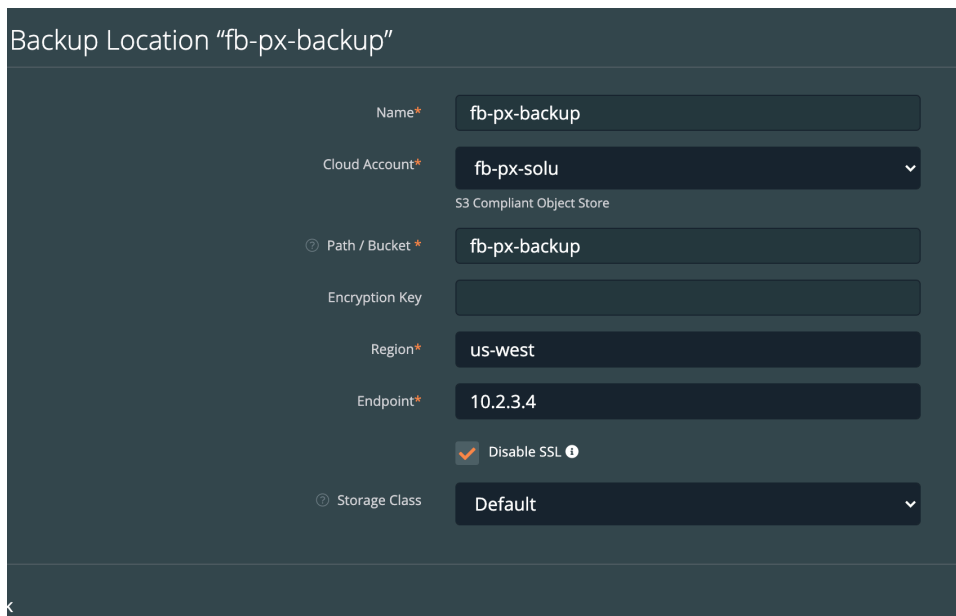 Backup Location “fb-px-backup”
Name* fb-px-backup
Cloud Account* fb-px-solu
S3 Compliant Object Store
? Path / Bucket * fb-px-backup
Encryption Key
Region* us-west
Endpoint* 10.2.3.4
Disable SSL i
? Storage Class Default